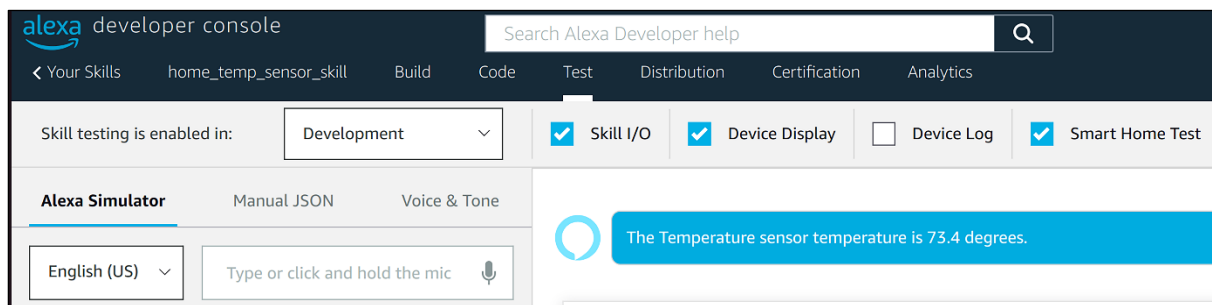 alexa developer console
Search Alexa Developer help
Your Skills home_temp_sensor_skill Build Code Test Distribution Certification Analytics
Skill testing is enabled in: Development Skill I/O Device Display Device Log Smart Home Test
Alexa Simulator Manual JSON Voice & Tone
The Temperature sensor temperature is 73.4 degrees.
English (US) Type or click and hold the mic